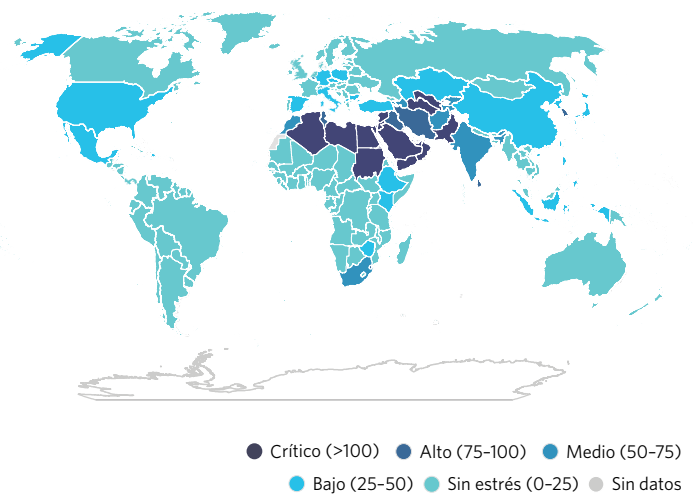 Crítico (>100) Alto (75–100) Medio (50–75)
Bajo (25–50) Sin estrés (0–25) Sin datos